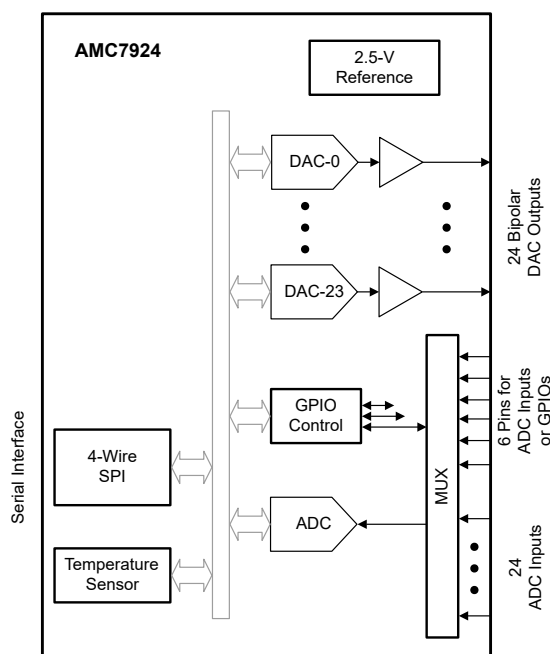 AMC7924
2.5-V
Reference
DAC-0
24 Bipolar
DAC Outputs
DAC-23
GPIO
Control
6 Pins for
ADC Inputs
or GPIOs
MUX
Serial Interface
4-Wire
SPI
ADC
24
ADC Inputs
Temperature
Sensor